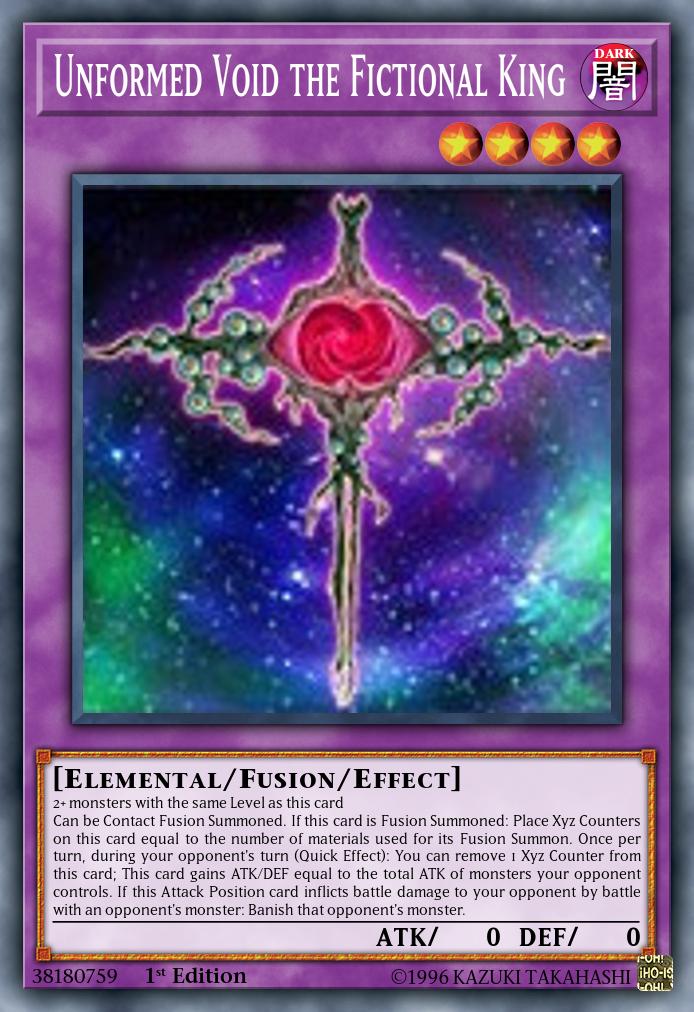 Unformed Void the Fictional King
DARK
闇
[Elemental/Fusion/Effect]
2+ monsters with the same Level as this card
Can be Contact Fusion Summoned. If this card is Fusion Summoned: Place Xyz Counters
on this card equal to the number of materials used for its Fusion Summon. Once per
turn, during your opponent's turn (Quick Effect): You can remove 1 Xyz Counter from
this card; This card gains ATK/DEF equal to the total ATK of monsters your opponent
controls. If this Attack Position card inflicts battle damage to your opponent by battle
with an opponent's monster: Banish that opponent's monster.
ATK/ 0 DEF/ 0
38180759 1st Edition ©1996 KAZUKI TAKAHASHI